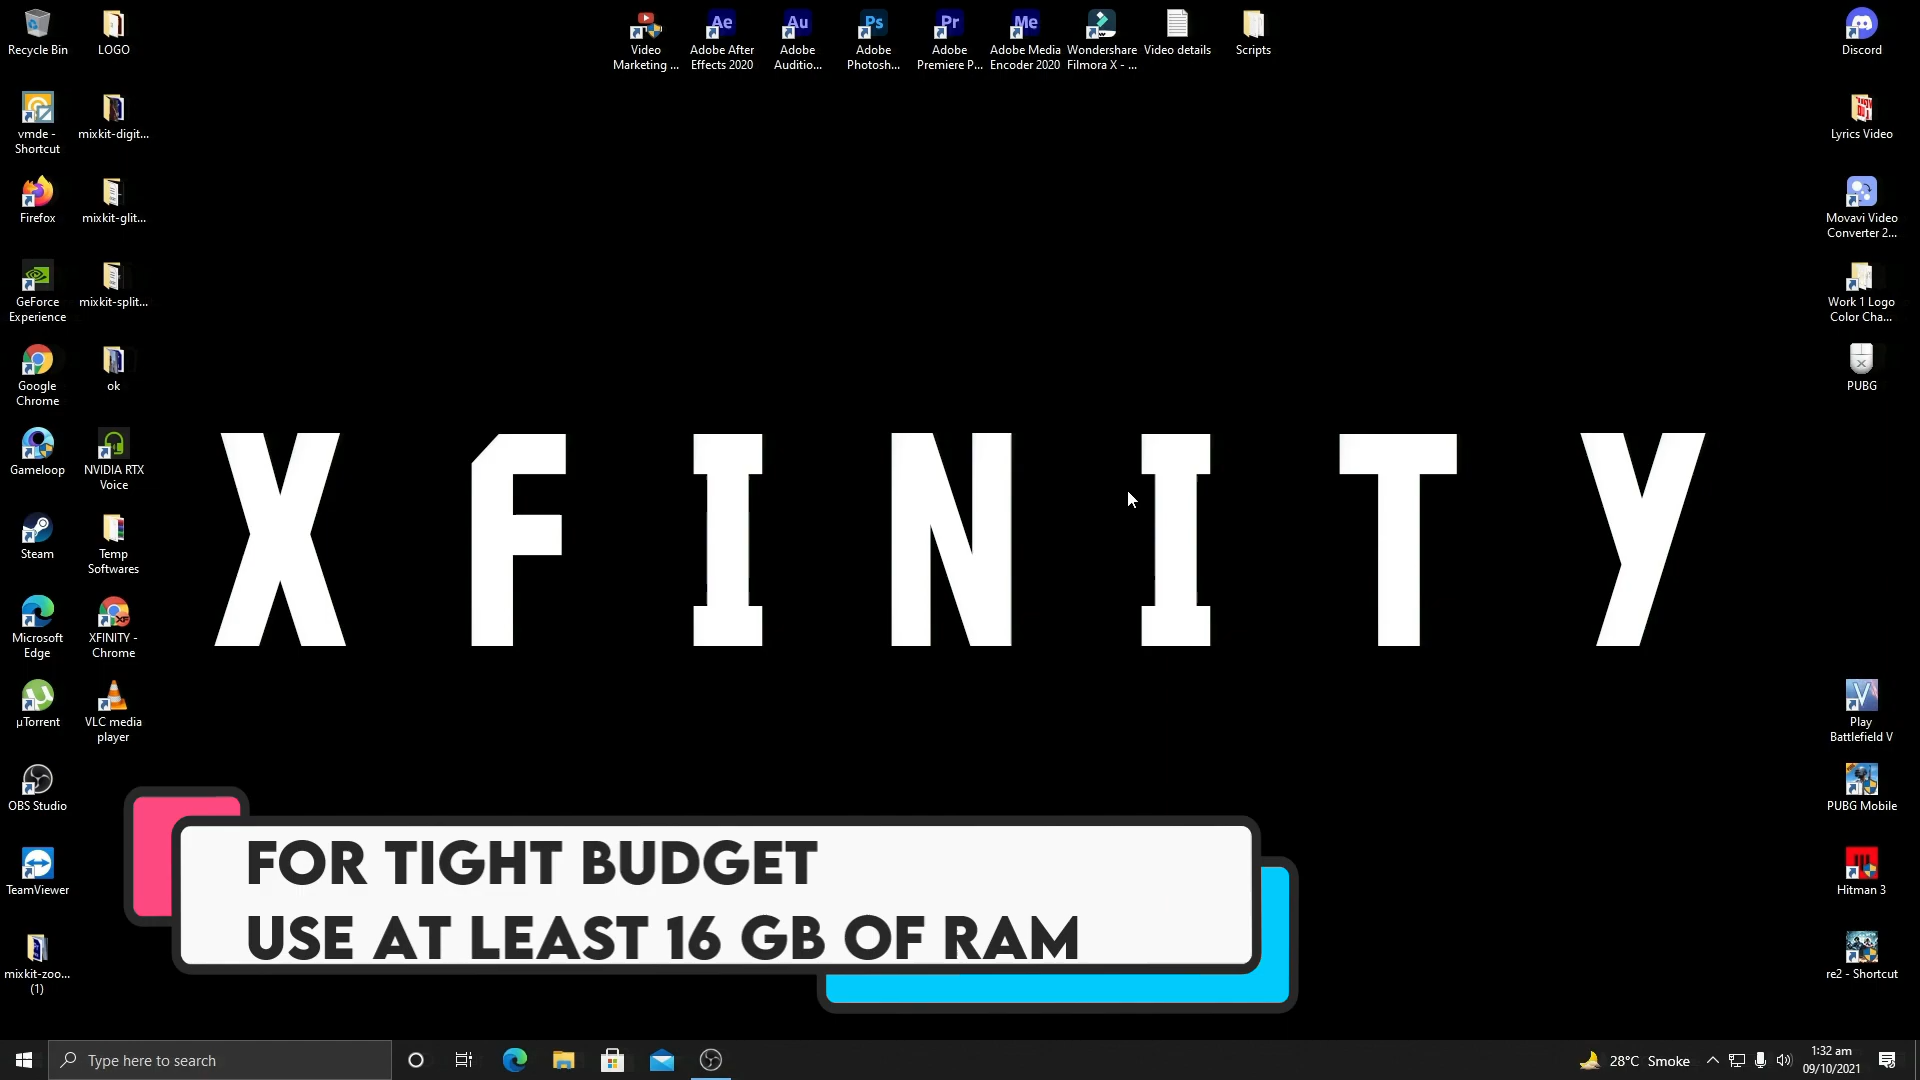 Recycle Bin
LOGO
Video
Marketing ...
Adobe After
Effects 2020
Adobe
Auditio...
Adobe
Photosh...
Adobe
Premiere P...
Adobe Media
Encoder 2020
Wondershare
Filmora X - ...
Video details
Scripts
Discord
vmde -
Shortcut
mixkit-digit...
Lyrics Video
Firefox
mixkit-glit...
Movavi Video
Converter 2...
GeForce
Experience
mixkit-split...
Work 1 Logo
Color Cha...
Google
Chrome
ok
PUBG
Gameloop
NVIDIA RTX
Voice
XFINITY
Steam
Temp
Softwares
Microsoft
Edge
XFINITY -
Chrome
µTorrent
VLC media
player
Play
Battlefield V
OBS Studio
PUBG Mobile
TeamViewer
Hitman 3
mixkit-zoo...
(1)
re2 - Shortcut
FOR TIGHT BUDGET
USE AT LEAST 16 GB OF RAM
Type here to search
28°C Smoke
1:32 am
09/10/2021